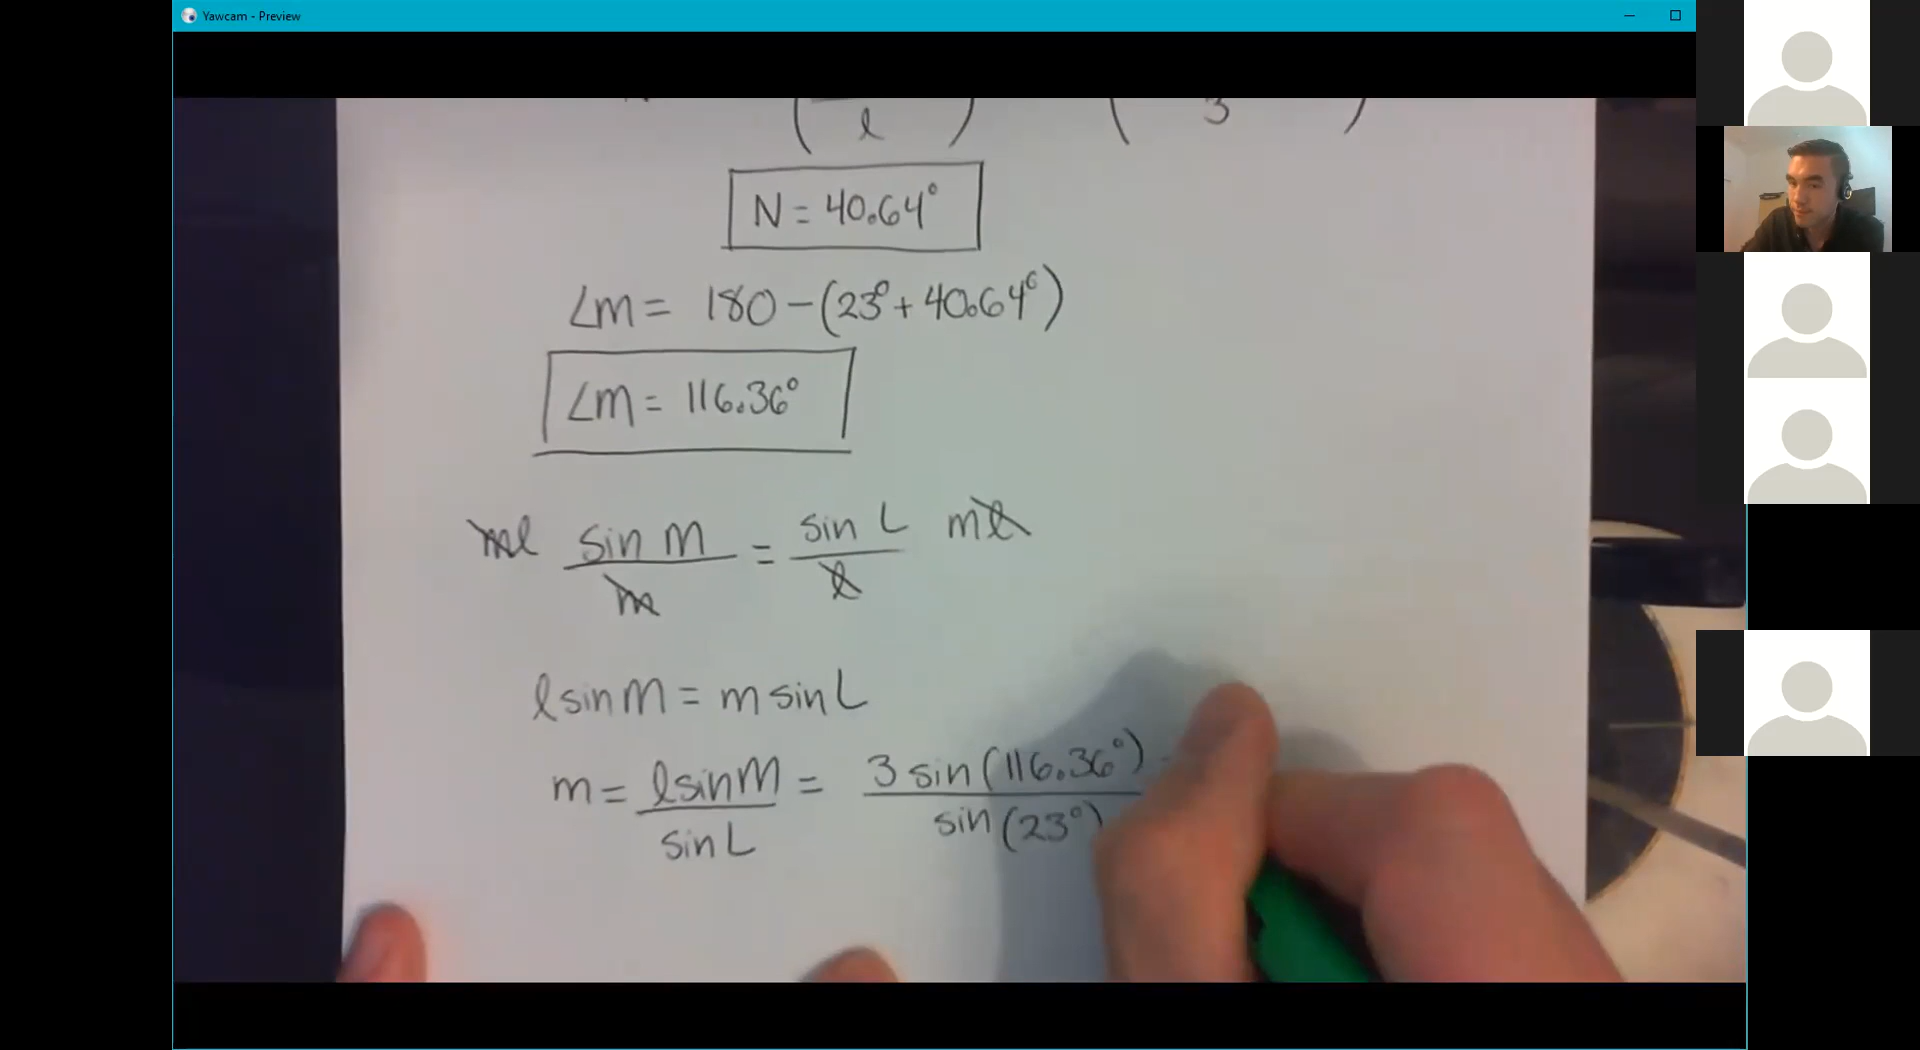 Yawcam - Preview
( l ) ( 3 )
N = 40.64°
∠m = 180 - (23° + 40.64°)
∠m = 116.36°
ml sin M / m = sin L / l ml
l sin M = m sin L
m = l sin M / sin L = 3 sin (116.36°) / sin (23°)